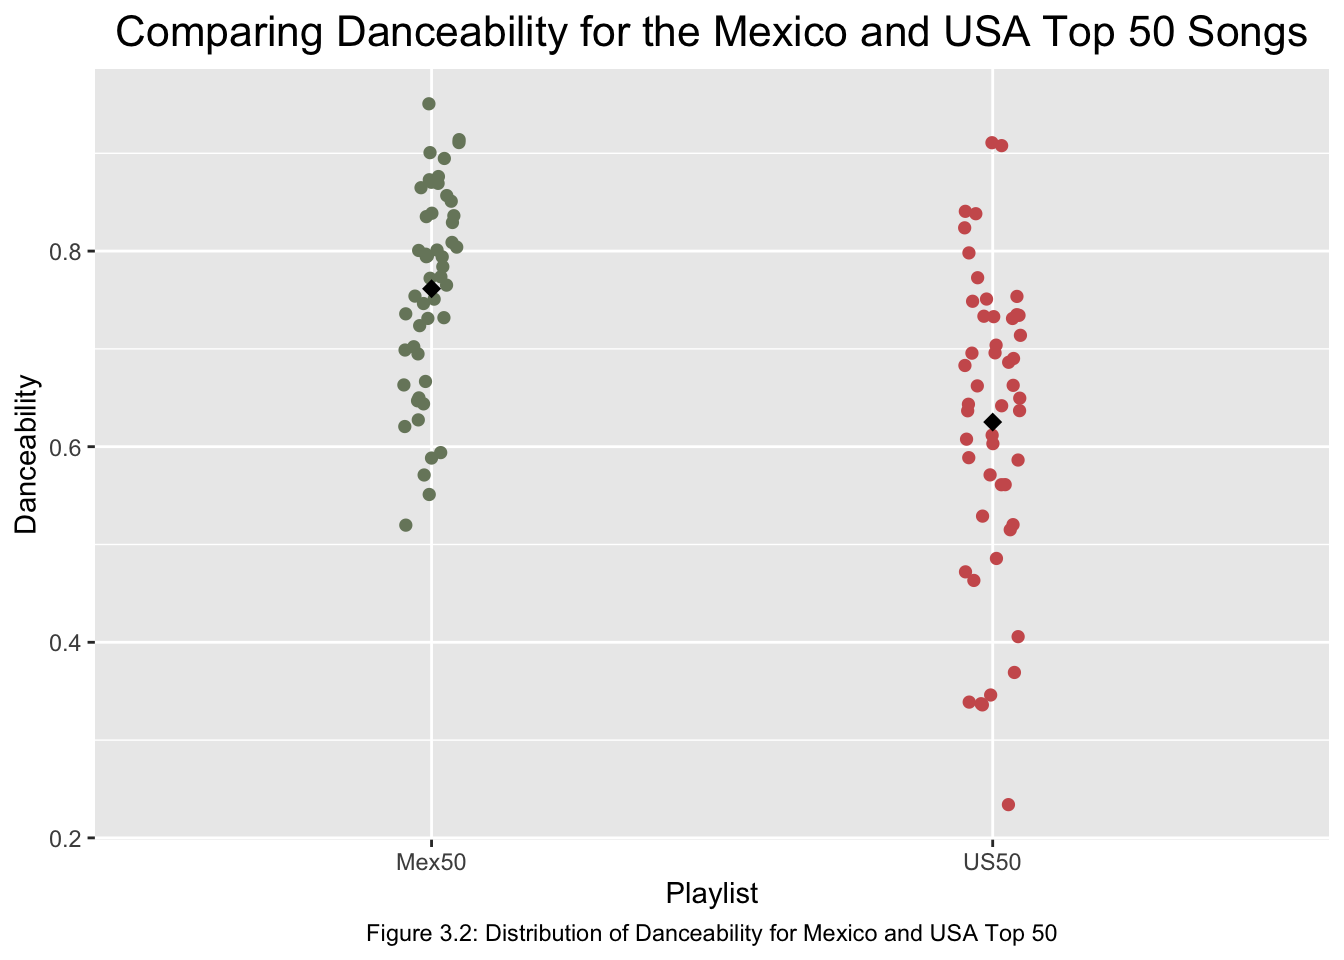 Comparing Danceability for the Mexico and USA Top 50 Songs
Danceability
0.8
0.6
0.4
0.2
Mex50
US50
Playlist
Figure 3.2: Distribution of Danceability for Mexico and USA Top 50